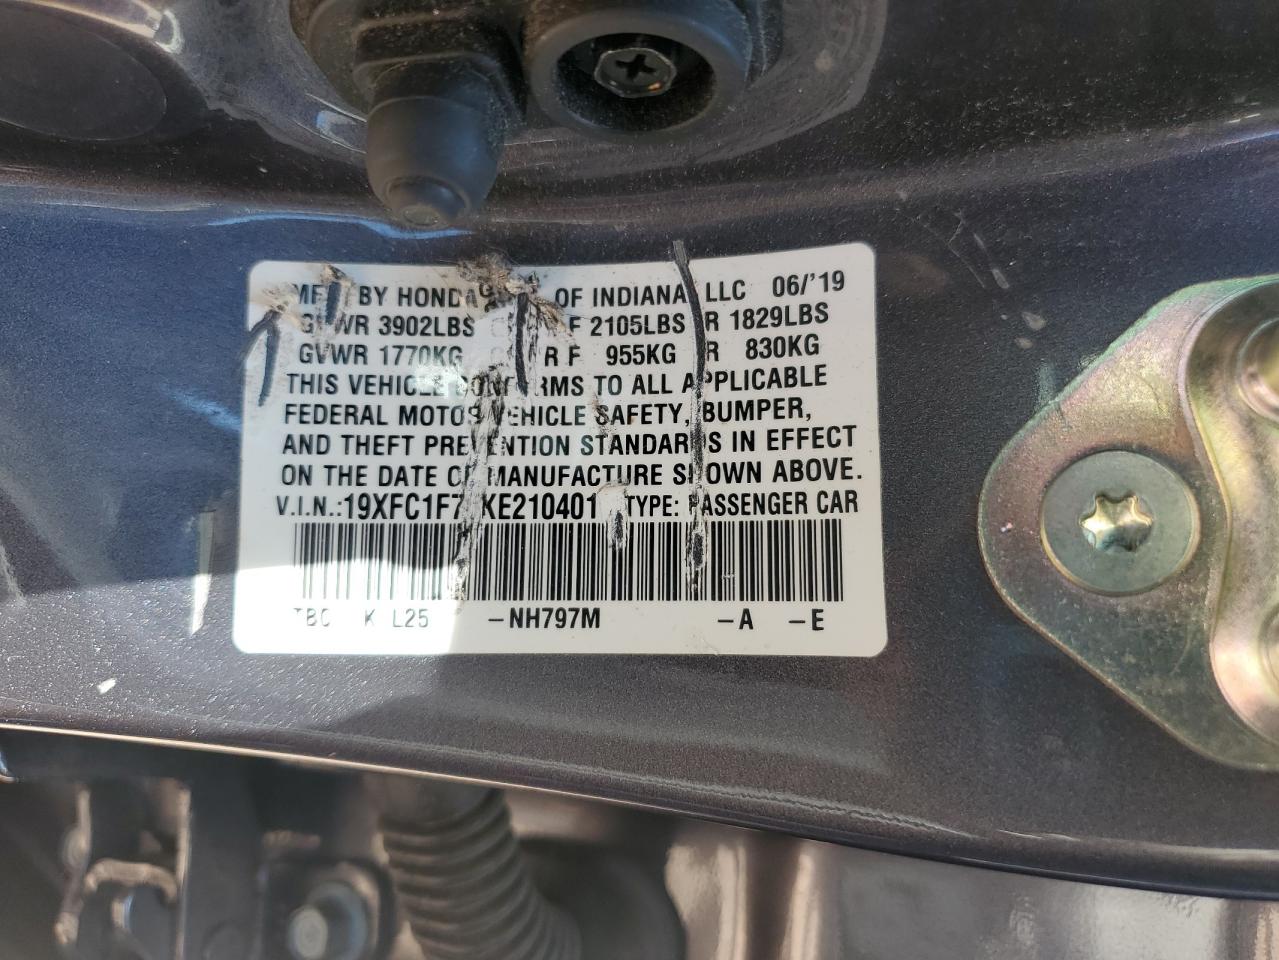 BY HONDA OF INDIANA LLC 06/'19
GVWR 3902LBS F 2105LBS R 1829LBS
GVWR 1770KG R F 955KG R 830KG
THIS VEHICLE CONFORMS TO ALL APPLICABLE
FEDERAL MOTOR VEHICLE SAFETY, BUMPER,
AND THEFT PREVENTION STANDARDS IN EFFECT
ON THE DATE OF MANUFACTURE SHOWN ABOVE.
V.I.N.: TYPE: PASSENGER CAR
TBC K L25 -NH797M -A -E